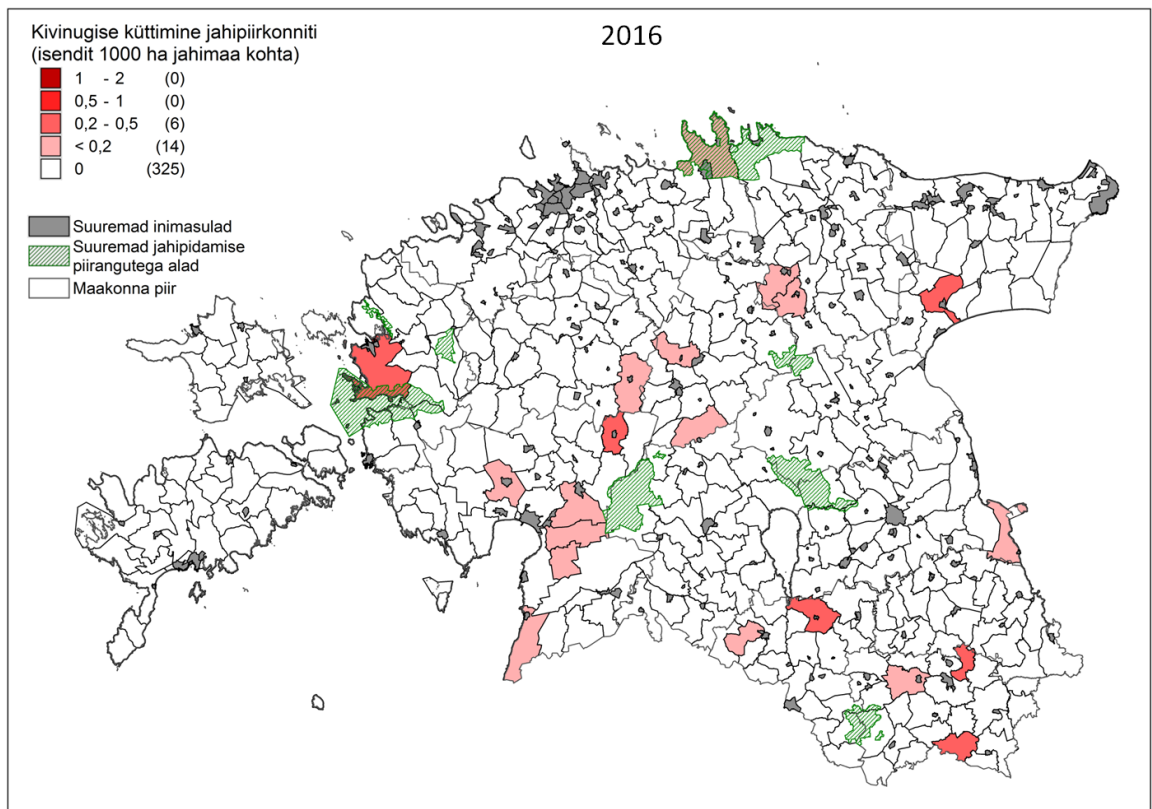 2016
Kivinugise küttimine jahipiirkonniti
(isendit 1000 ha jahimaa kohta)
1 - 2 (0)
0,5 - 1 (0)
0,2 - 0,5 (6)
< 0,2 (14)
0 (325)
Suuremad inimasulad
Suuremad jahipidamise
piirangutega alad
Maakonna piir